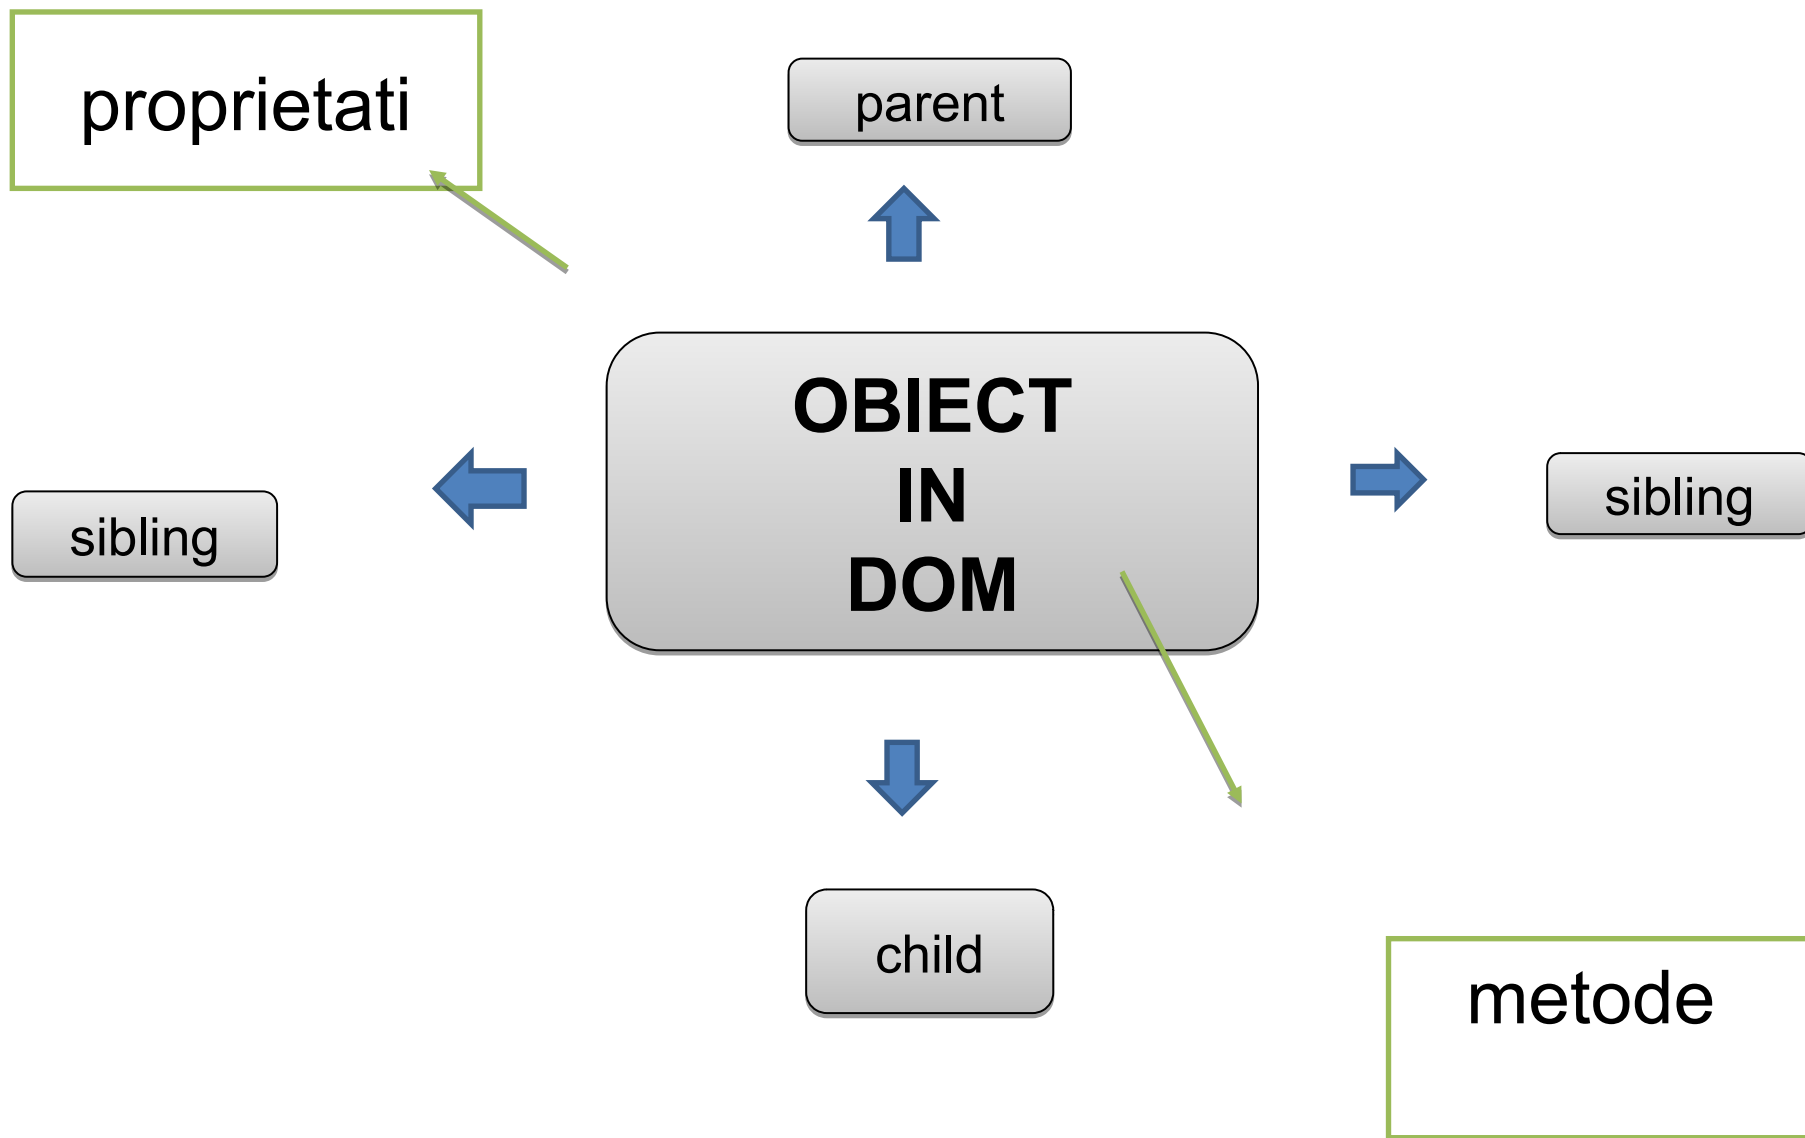 proprietati
parent
OBIECT
IN
DOM
sibling
sibling
child
metode